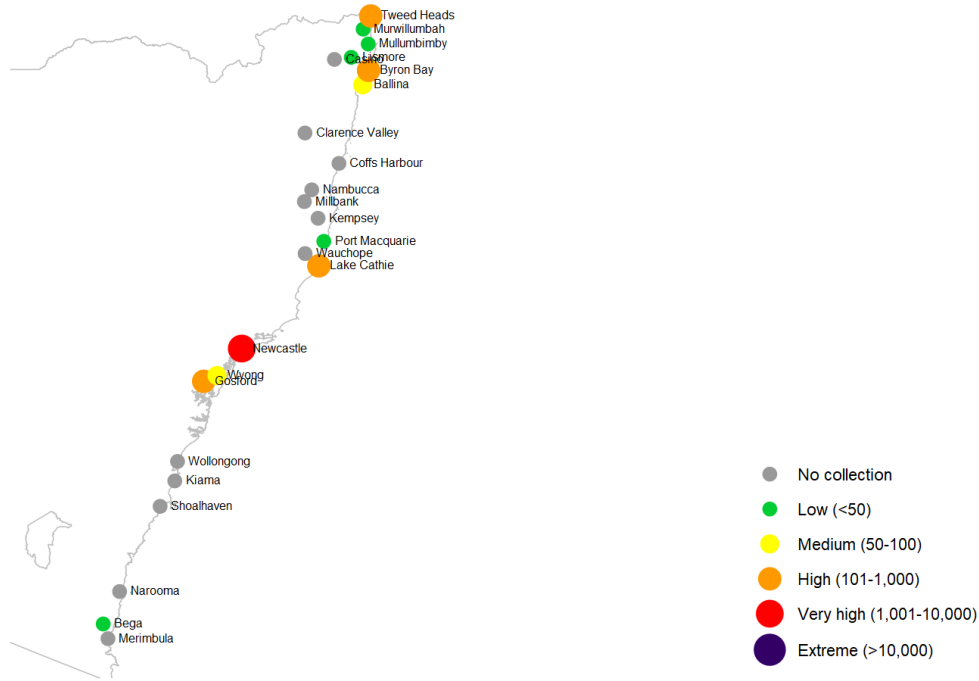 Tweed Heads
Murwillumbah
Mullumbimby
Lismore
Casino
Byron Bay
Ballina
Clarence Valley
Coffs Harbour
Nambucca
Millbank
Kempsey
Port Macquarie
Wauchope
Lake Cathie
Newcastle
Wyong
Gosford
Wollongong
Kiama
Shoalhaven
Narooma
Bega
Merimbula
No collection
Low (<50)
Medium (50-100)
High (101-1,000)
Very high (1,001-10,000)
Extreme (>10,000)